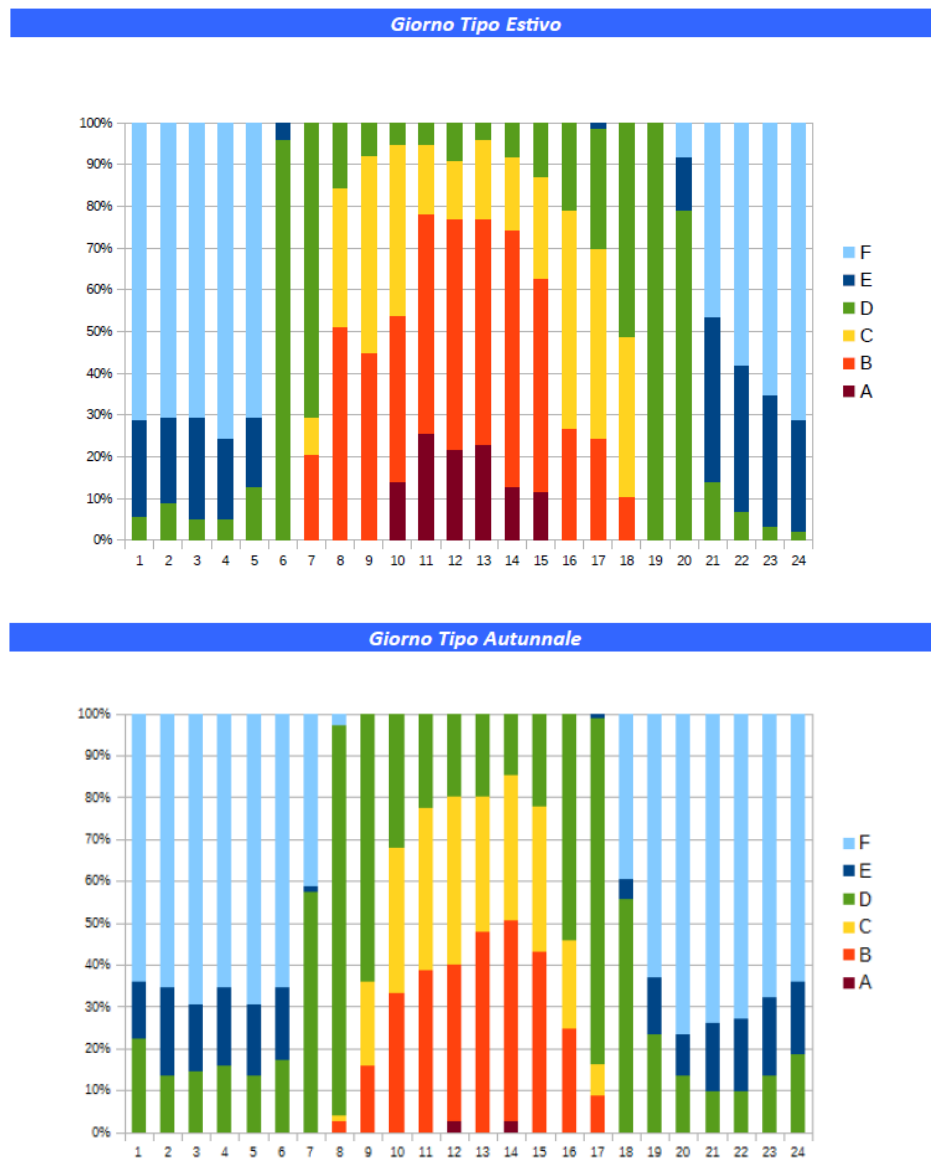 Giorno Tipo Estivo
100%
90%
80%
70%
60%
50%
40%
30%
20%
10%
0%
1 2 3 4 5 6 7 8 9 10 11 12 13 14 15 16 17 18 19 20 21 22 23 24
F
E
D
C
B
A
Giorno Tipo Autunnale
100%
90%
80%
70%
60%
50%
40%
30%
20%
10%
0%
1 2 3 4 5 6 7 8 9 10 11 12 13 14 15 16 17 18 19 20 21 22 23 24
F
E
D
C
B
A